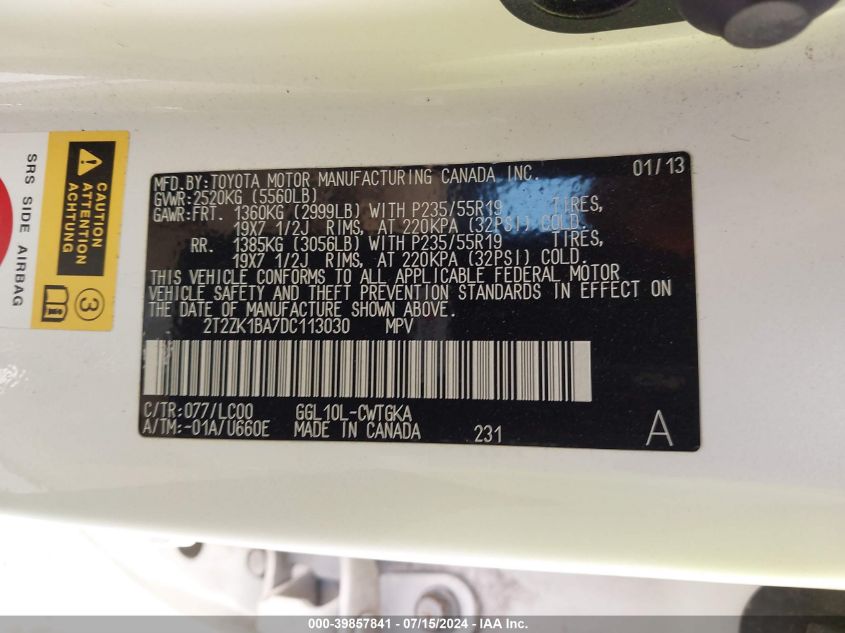 MFD.BY:TOYOTA MOTOR MANUFACTURING CANADA INC. 01/13
GVWR:2520KG (5560LB)
GAWR:FRT. 1360KG (2999LB) WITH P235/55R19 TIRES,
19X7 1/2J RIMS, AT 220KPA (32PSI) COLD.
RR. 1385KG (3056LB) WITH P235/55R19 TIRES,
19X7 1/2J RIMS, AT 220KPA (32PSI) COLD.
THIS VEHICLE CONFORMS TO ALL APPLICABLE FEDERAL MOTOR
VEHICLE SAFETY AND THEFT PREVENTION STANDARDS IN EFFECT ON
THE DATE OF MANUFACTURE SHOWN ABOVE.
2T2ZK1BA7DC113030 MPV
C/TR:077/LC00 GGL10L-CWTGKA
A/TM:-01A/U660E MADE IN CANADA 231 A
SRS SIDE AIRBAG
CAUTION
ATTENTION
ACHTUNG
3
000-39857841 - 07/15/2024 - IAA Inc.